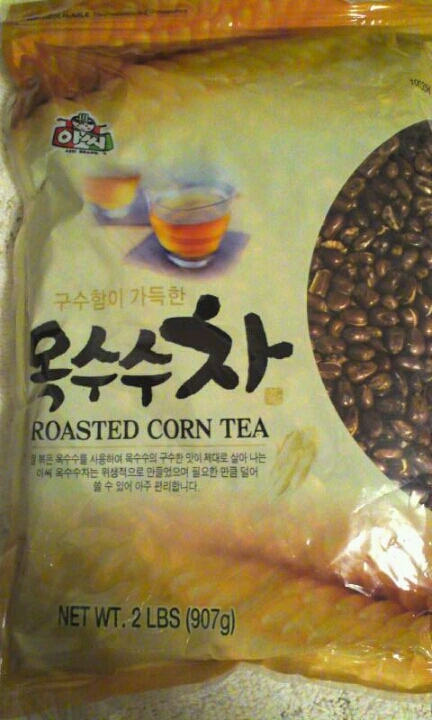 아씨
구수함이 가득한
옥수수차
ROASTED CORN TEA
잘 볶은 옥수수를 사용하여 옥수수의 구수한 맛이 제대로 살아 나는
아씨 옥수수차는 위생적으로 만들었으며 필요한 만큼 덜어
쓸 수 있어 아주 편리합니다.
NET WT. 2 LBS (907g)